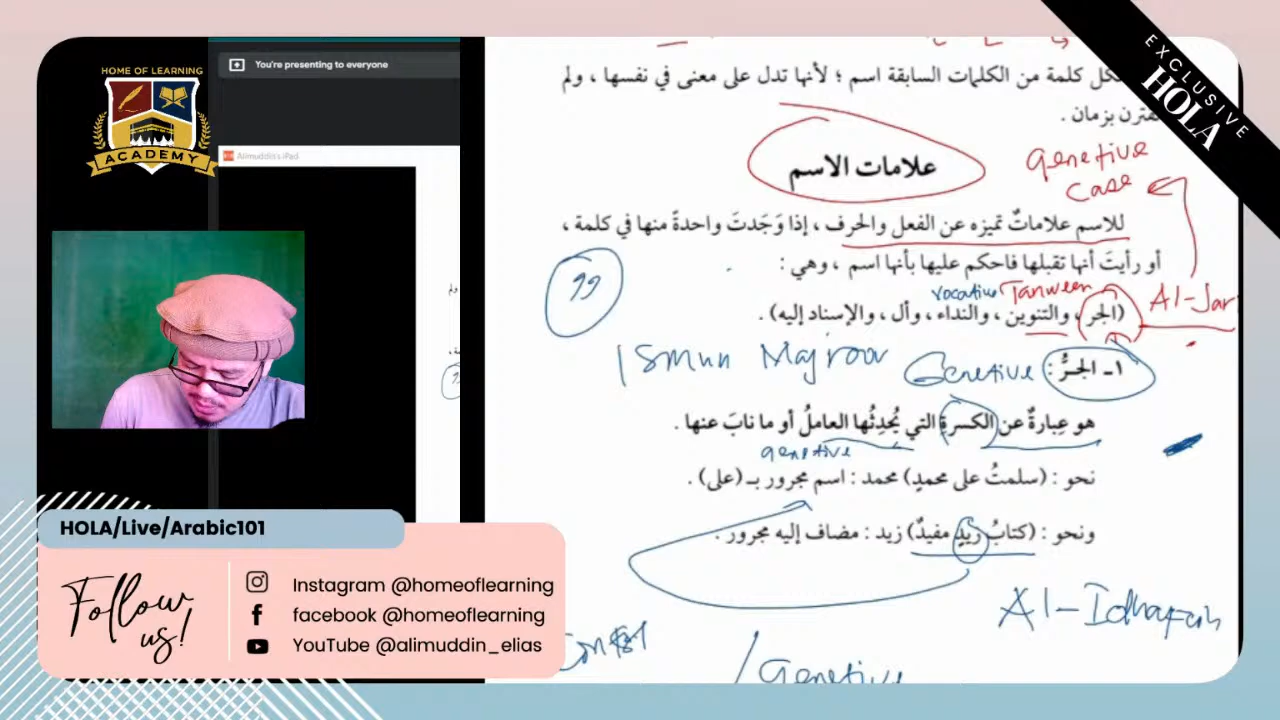 HOME OF LEARNING
ACADEMY
You're presenting to everyone
Alimuddin's iPad
EXCLUSIVE
HOLA
كل كلمة من الكلمات السابقة اسم ؛ لأنها تدل على معنى في نفسها ، ولم
بزمان .
genetive
case
علامات الاسم
للاسم علاماتٌ تميزه عن الفعل والحرف ، إذا وَجَدتَ واحدةً منها في كلمة ،
أو رأيتَ أنها تقبلها فاحكم عليها بأنها اسم ، وهي :
vocative Tanween
Al-Jar
(الجر ، والتنوين ، والنداء ، وأل ، والإسناد إليه) .
Ismun Majroor Genetive
١ـ الجرُّ :
هو عِبارةٌ عن الكسرةِ التي يُحدِثُها العاملُ أو ما نابَ عنها .
genetive
نحو : (سلمتُ على محمدٍ) محمد : اسم مجرور بـ (على) .
ونحو : (كتابُ زيدٍ مفيدٌ) زيد : مضاف إليه مجرور .
Al-Idhafah
/Genetive
HOLA/Live/Arabic101
Follow us!
Instagram @homeoflearning
facebook @homeoflearning
YouTube @alimuddin_elias